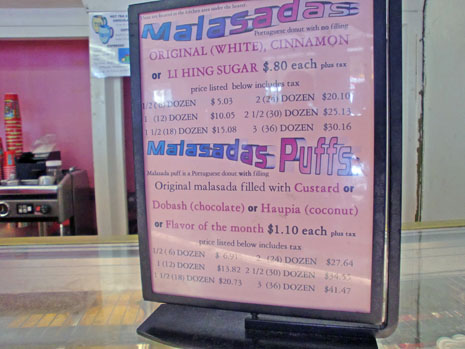 Malasadas
Portuguese donut with no filling
ORIGINAL (WHITE), CINNAMON
or LI HING SUGAR $.80 each plus tax
price listed below includes tax
1/2 (6) DOZEN $ 5.03 2 (24) DOZEN $20.10
1 (12) DOZEN $10.05 2 1/2 (30) DOZEN $25.13
1 1/2 (18) DOZEN $15.08 3 (36) DOZEN $30.16
Malasadas Puffs
Malasada puff is a Portuguese donut with filling
Original malasada filled with Custard or
Dobash (chocolate) or Haupia (coconut)
or Flavor of the month $1.10 each plus tax
price listed below includes tax
1/2 ( 6) DOZEN $ 6.91 2 (24) DOZEN $27.64
1 (12) DOZEN $13.82 2 1/2 (30) DOZEN
1 1/2 (18) DOZEN $20.73 3 (36) DOZEN $41.47